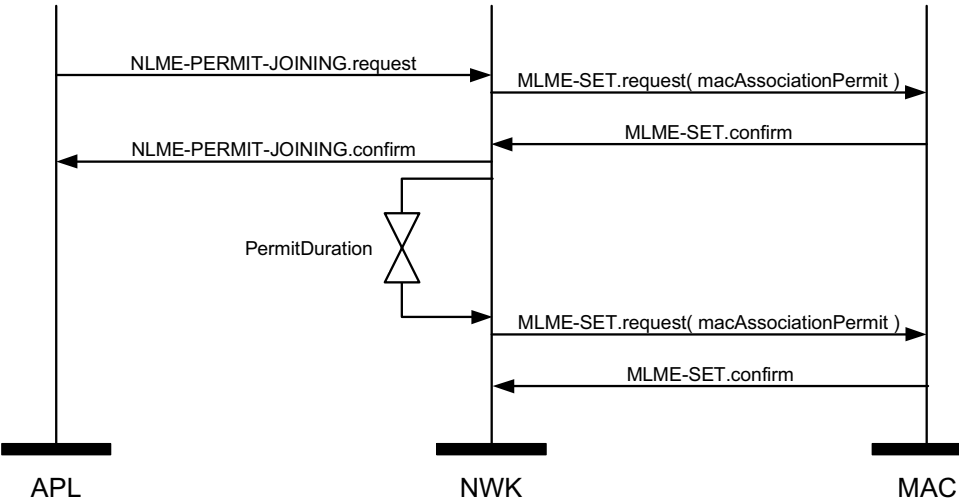 NLME-PERMIT-JOINING.request
MLME-SET.request( macAssociationPermit )
MLME-SET.confirm
NLME-PERMIT-JOINING.confirm
PermitDuration
MLME-SET.request( macAssociationPermit )
MLME-SET.confirm
APL
NWK
MAC